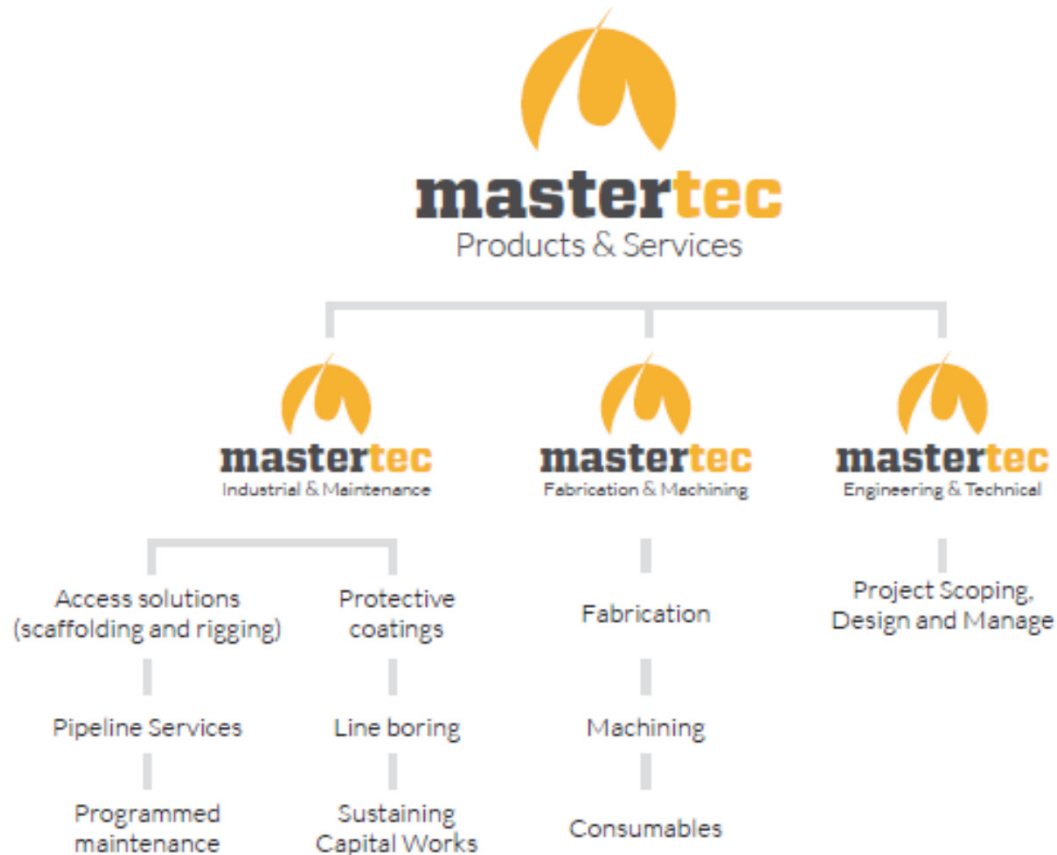 mastertec
Products & Services
mastertec
Industrial & Maintenance
mastertec
Fabrication & Machining
mastertec
Engineering & Technical
Access solutions
(scaffolding and rigging)
Pipeline Services
Programmed
maintenance
Protective
coatings
Line boring
Sustaining
Capital Works
Fabrication
Machining
Consumables
Project Scoping,
Design and Manage